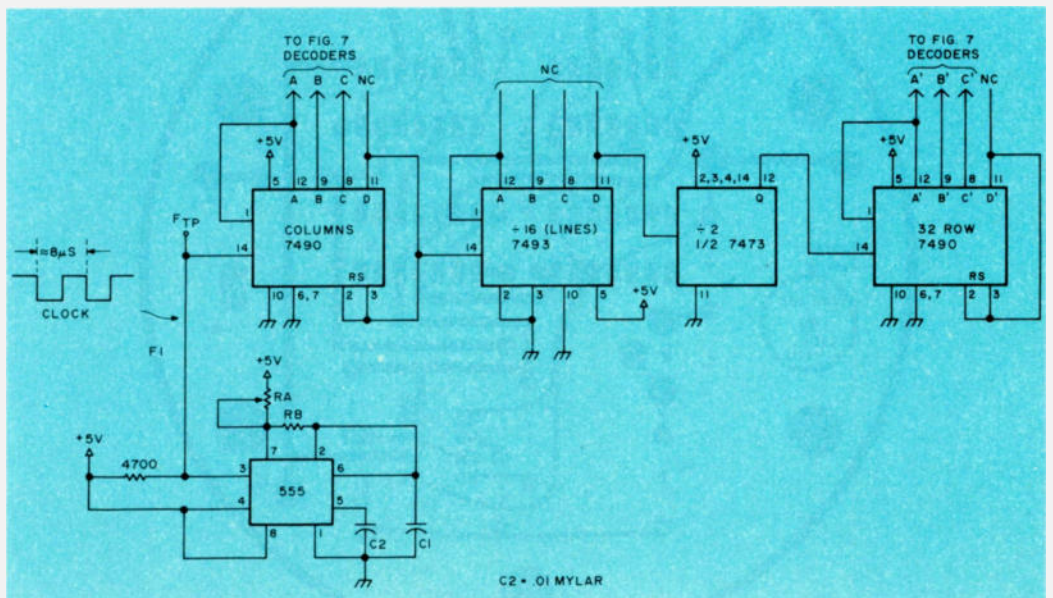 TO FIG. 7
DECODERS
A B C NC
+5V
5 12 9 8 11
A B C D
1
COLUMNS
7490
14
RS
10 6,7 2 3
F TP
≈8μS
CLOCK
F1
NC
12 9 8 11
A B C D
1
÷16 (LINES)
7493
14
2 3 10 5
+5V
+5V
2,3,4,14 12
Q
÷2
1/2 7473
11
TO FIG. 7
DECODERS
A' B' C' NC
+5V
5 12 9 8 11
A' B' C' D'
1
32 ROW
7490
14
RS
10 6,7 2 3
+5V
RA
RB
+5V
4700
7 2
3 6
555
4 5
8 1
C2 C1
C2 = .01 MYLAR